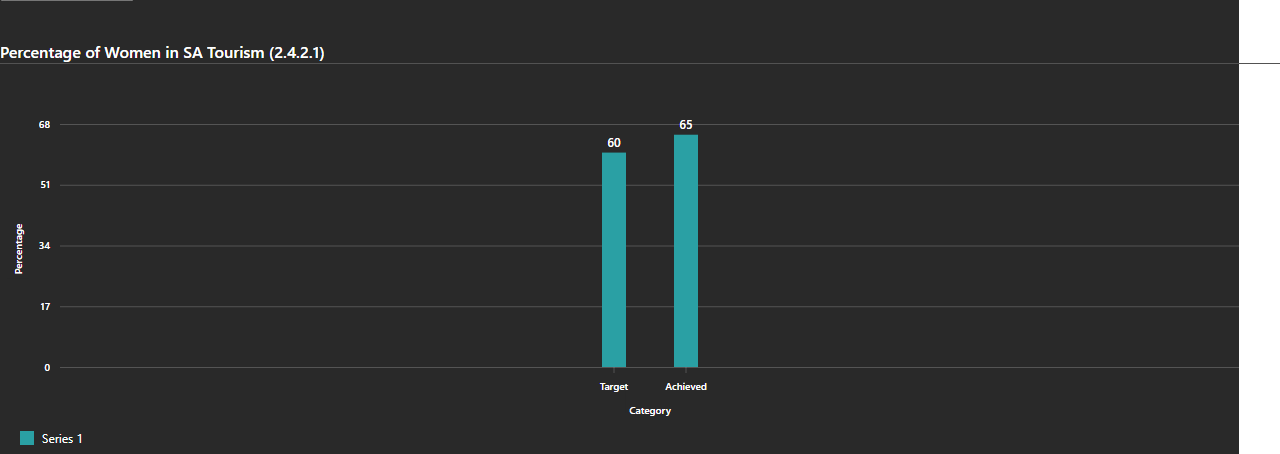 Percentage of Women in SA Tourism (2.4.2.1)
68
51
34
17
0
Percentage
60
65
Target
Achieved
Category
Series 1